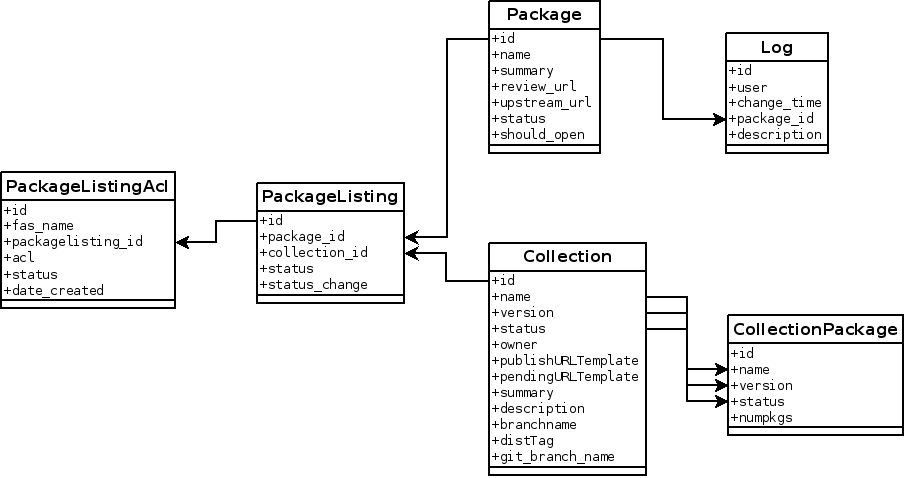 Package
+id
+name
+summary
+review_url
+upstream_url
+status
+should_open
Log
+id
+user
+change_time
+package_id
+description
PackageListingAcl
+id
+fas_name
+packagelisting_id
+acl
+status
+date_created
PackageListing
+id
+package_id
+collection_id
+status
+status_change
Collection
+id
+name
+version
+status
+owner
+publishURLTemplate
+pendingURLTemplate
+summary
+description
+branchname
+distTag
+git_branch_name
CollectionPackage
+id
+name
+version
+status
+numpkgs